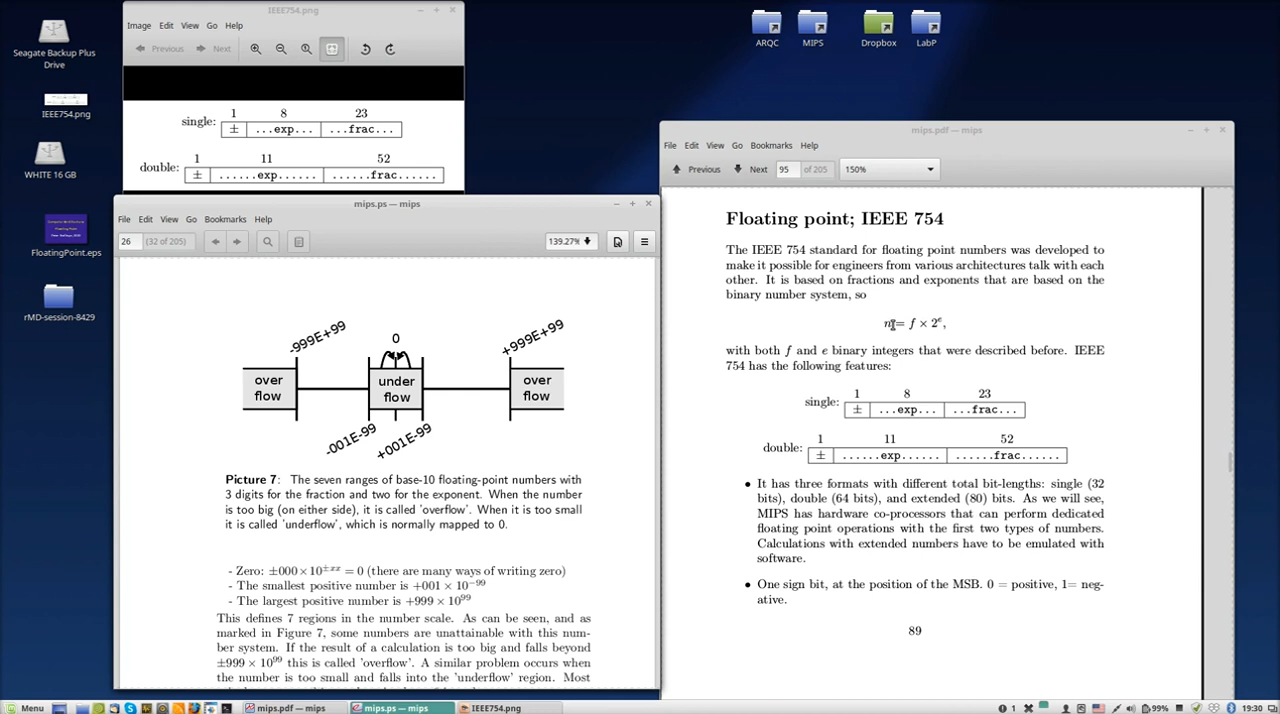 Seagate Backup Plus
Drive
IEEE754.png
WHITE 16 GB
FloatingPoint.eps
rMD-session-8429
ARQC
MIPS
Dropbox
LabP
IEEE754.png
Image Edit View Go Help
Previous Next
1 8 23
single: ± ...exp... ...frac...
1 11 52
double: ± ......exp...... ......frac......
mips.ps — mips
File Edit View Go Bookmarks Help
26 (32 of 205) 139.27%
-999E+99 0 +999E+99
over
flow
under
flow
over
flow
-001E-99 +001E-99
Picture 7: The seven ranges of base-10 floating-point numbers with
3 digits for the fraction and two for the exponent. When the number
is too big (on either side), it is called 'overflow'. When it is too small
it is called 'underflow', which is normally mapped to 0.
- Zero: ±000×10^±xx = 0 (there are many ways of writing zero)
- The smallest positive number is +001 × 10^−99
- The largest positive number is +999 × 10^99
This defines 7 regions in the number scale. As can be seen, and as
marked in Figure 7, some numbers are unattainable with this num-
ber system. If the result of a calculation is too big and falls beyond
±999 × 10^99 this is called 'overflow'. A similar problem occurs when
the number is too small and falls into the 'underflow' region. Most
mips.pdf — mips
File Edit View Go Bookmarks Help
Previous Next 95 of 205 150%
Floating point; IEEE 754
The IEEE 754 standard for floating point numbers was developed to
make it possible for engineers from various architectures talk with each
other. It is based on fractions and exponents that are based on the
binary number system, so
n = f × 2^e,
with both f and e binary integers that were described before. IEEE
754 has the following features:
1 8 23
single: ± ...exp... ...frac...
1 11 52
double: ± ......exp...... ......frac......
• It has three formats with different total bit-lengths: single (32
bits), double (64 bits), and extended (80) bits. As we will see,
MIPS has hardware co-processors that can perform dedicated
floating point operations with the first two types of numbers.
Calculations with extended numbers have to be emulated with
software.
• One sign bit, at the position of the MSB. 0 = positive, 1= neg-
ative.
89
Menu mips.pdf — mips mips.ps — mips IEEE754.png 1 99% 19:30